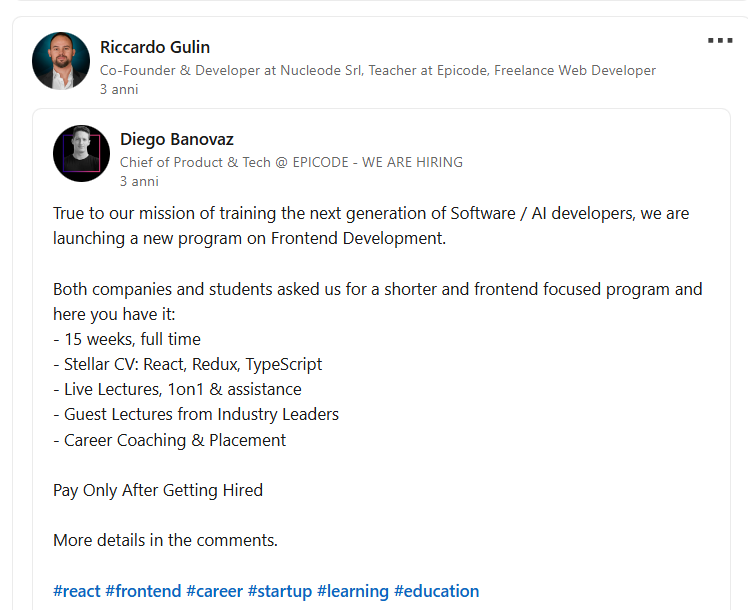 Riccardo Gulin
Co-Founder & Developer at Nucleode Srl, Teacher at Epicode, Freelance Web Developer
3 anni
Diego Banovaz
Chief of Product & Tech @ EPICODE - WE ARE HIRING
3 anni
True to our mission of training the next generation of Software / AI developers, we are
launching a new program on Frontend Development.
Both companies and students asked us for a shorter and frontend focused program and
here you have it:
- 15 weeks, full time
- Stellar CV: React, Redux, TypeScript
- Live Lectures, 1on1 & assistance
- Guest Lectures from Industry Leaders
- Career Coaching & Placement
Pay Only After Getting Hired
More details in the comments.
#react #frontend #career #startup #learning #education